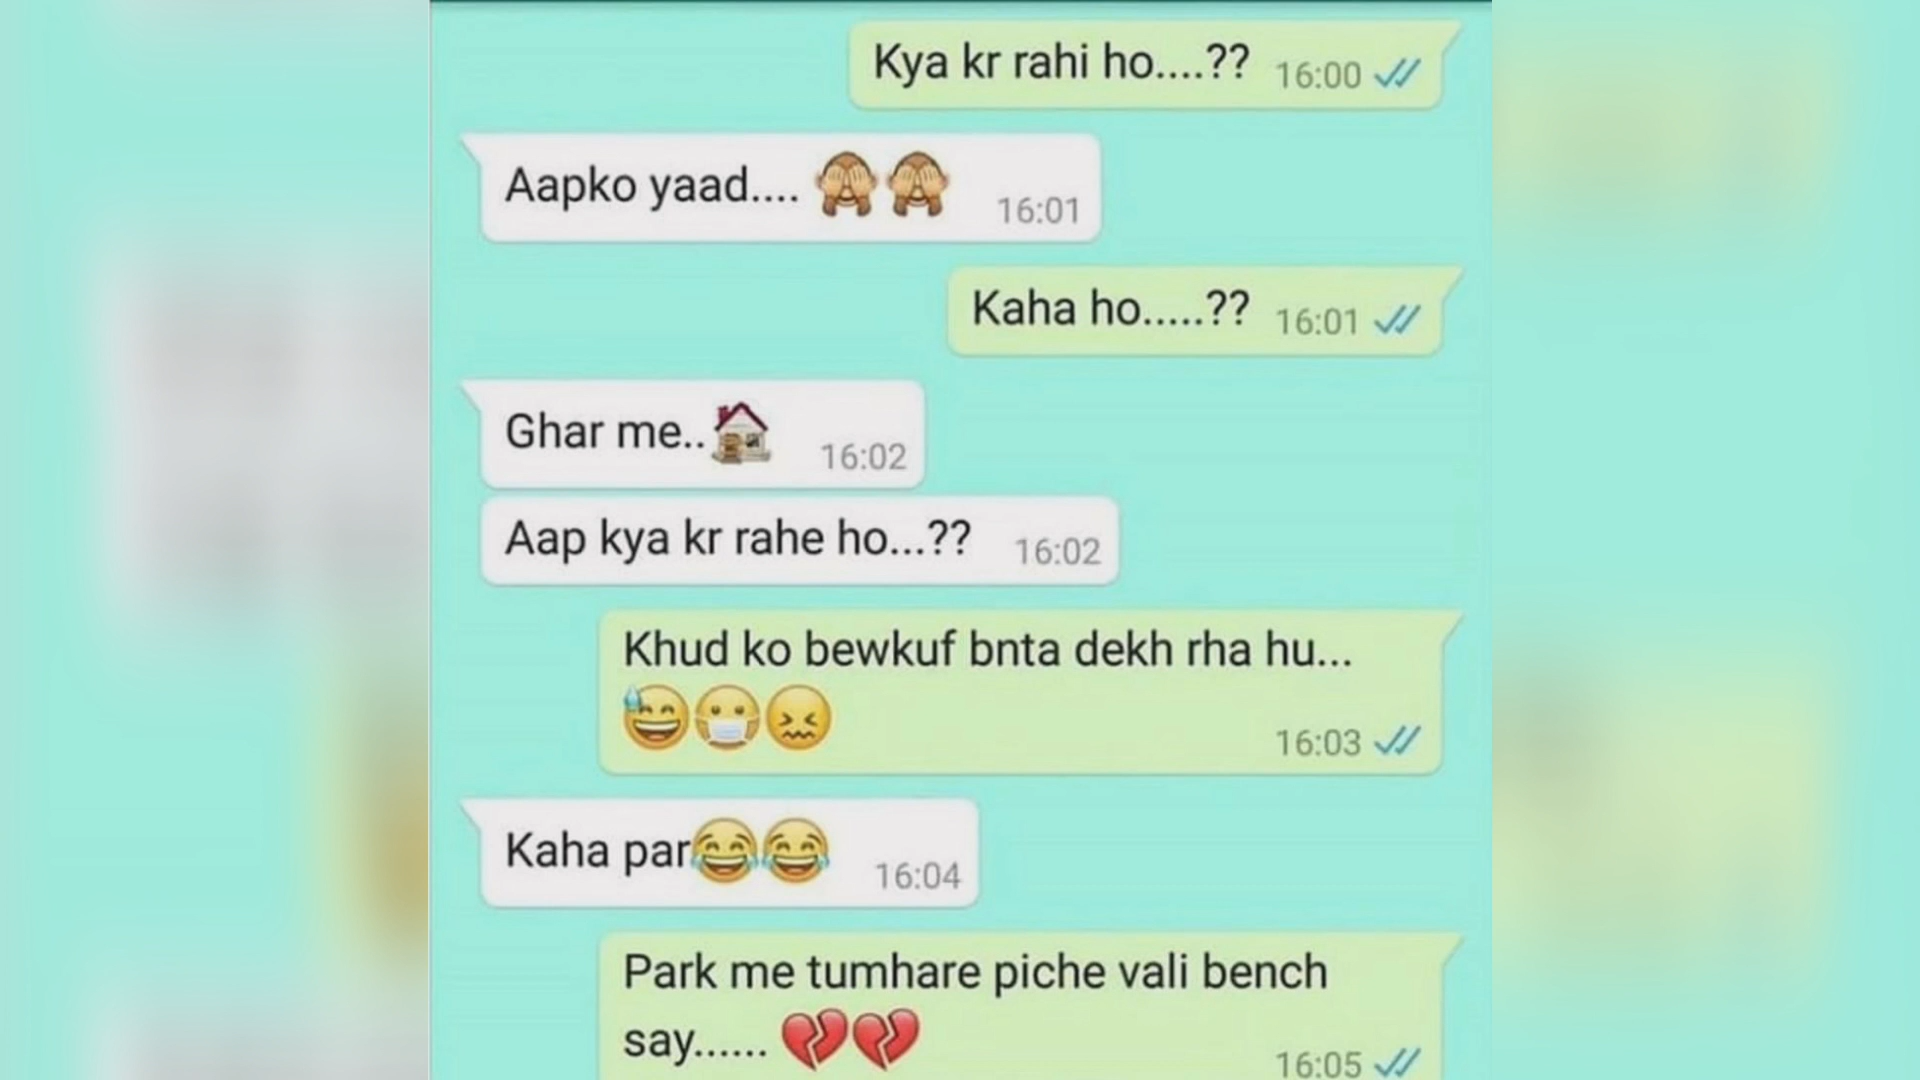 Kya kr rahi ho....?? 16:00
Aapko yaad.... 🙈🙈 16:01
Kaha ho.....?? 16:01
Ghar me..🏠 16:02
Aap kya kr rahe ho...?? 16:02
Khud ko bewkuf bnta dekh rha hu...
😅😷😖 16:03
Kaha par😂😂 16:04
Park me tumhare piche vali bench
say...... 💔💔 16:05